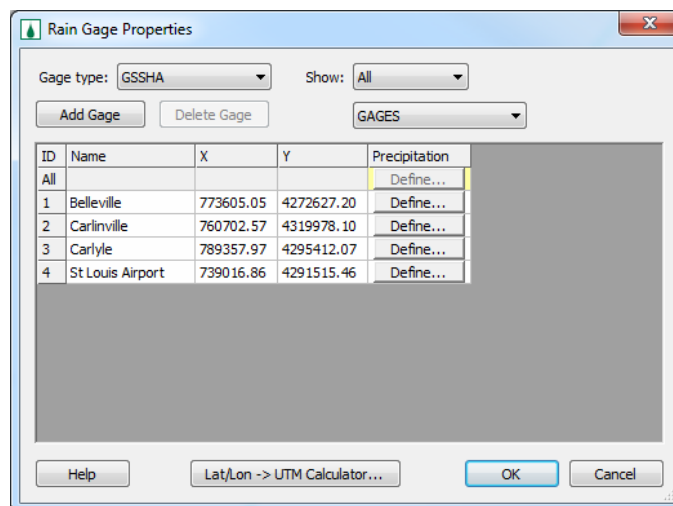 Rain Gage Properties
Gage type: GSSHA Show: All
Add Gage Delete Gage GAGES
ID Name X Y Precipitation
All Define...
1 Belleville 773605.05 4272627.20 Define...
2 Carlinville 760702.57 4319978.10 Define...
3 Carlyle 789357.97 4295412.07 Define...
4 St Louis Airport 739016.86 4291515.46 Define...
Help Lat/Lon -> UTM Calculator... OK Cancel